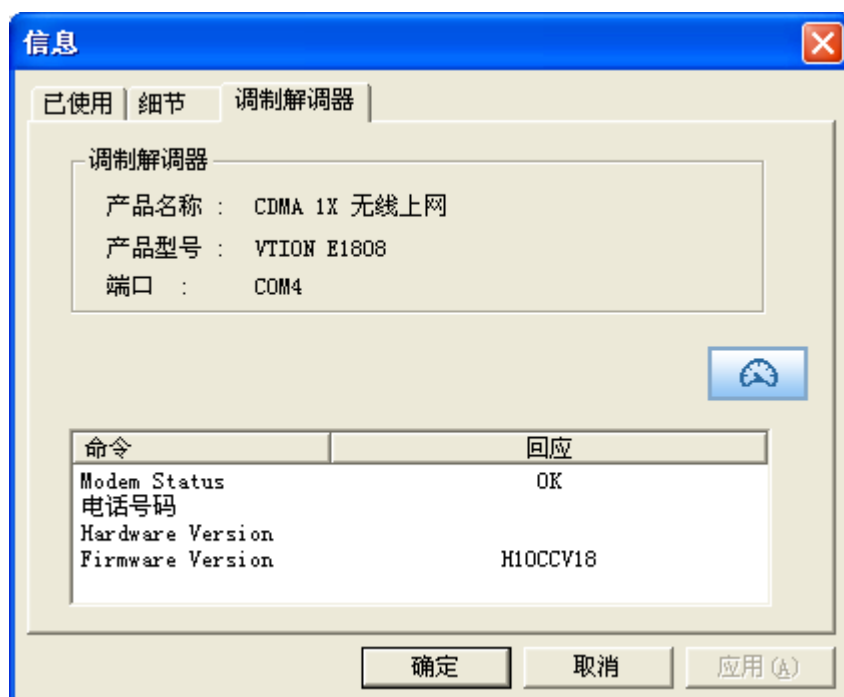 信息
已使用 细节 调制解调器
调制解调器
产品名称 : CDMA 1X 无线上网
产品型号 : VTION E1808
端口 : COM4
命令 回应
Modem Status OK
电话号码
Hardware Version
Firmware Version H10CCV18
确定 取消 应用(A)